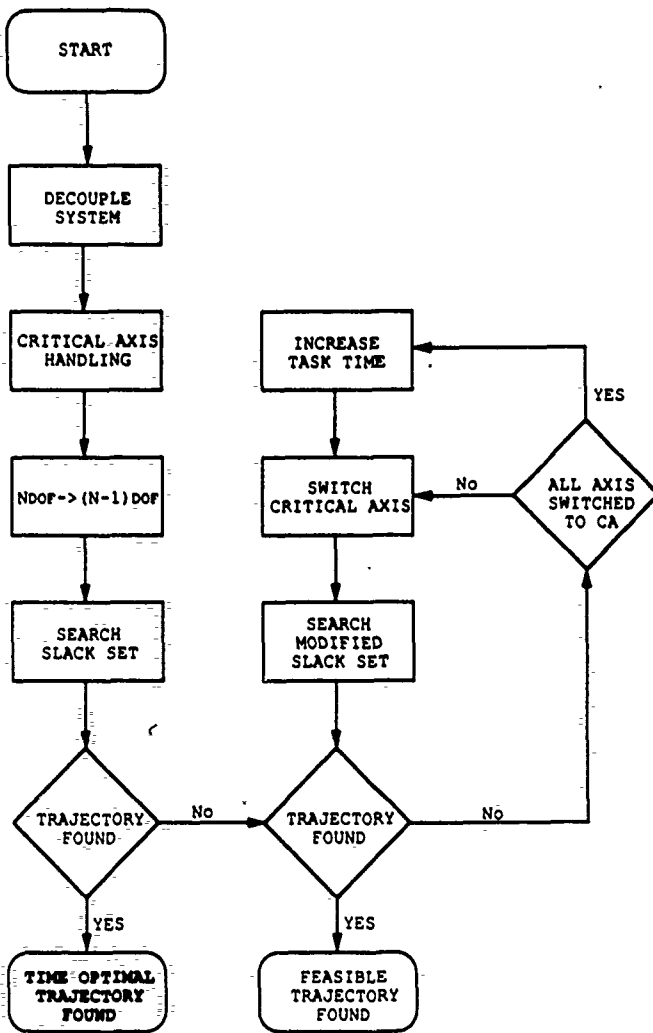 START
DECOUPLE
SYSTEM
CRITICAL AXIS
HANDLING
NDOF->(N-1)DOF
SEARCH
SLACK SET
TRAJECTORY
FOUND
No
YES
TIME OPTIMAL
TRAJECTORY
FOUND
INCREASE
TASK TIME
SWITCH
CRITICAL AXIS
SEARCH
MODIFIED
SLACK SET
TRAJECTORY
FOUND
No
YES
FEASIBLE
TRAJECTORY
FOUND
YES
No
ALL AXIS
SWITCHED
TO CA